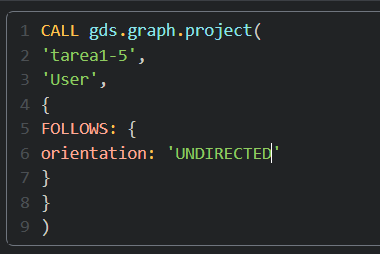 1 CALL gds.graph.project(
2 'tarea1-5',
3 'User',
4 {
5 FOLLOWS: {
6 orientation: 'UNDIRECTED'
7 }
8 }
9 )